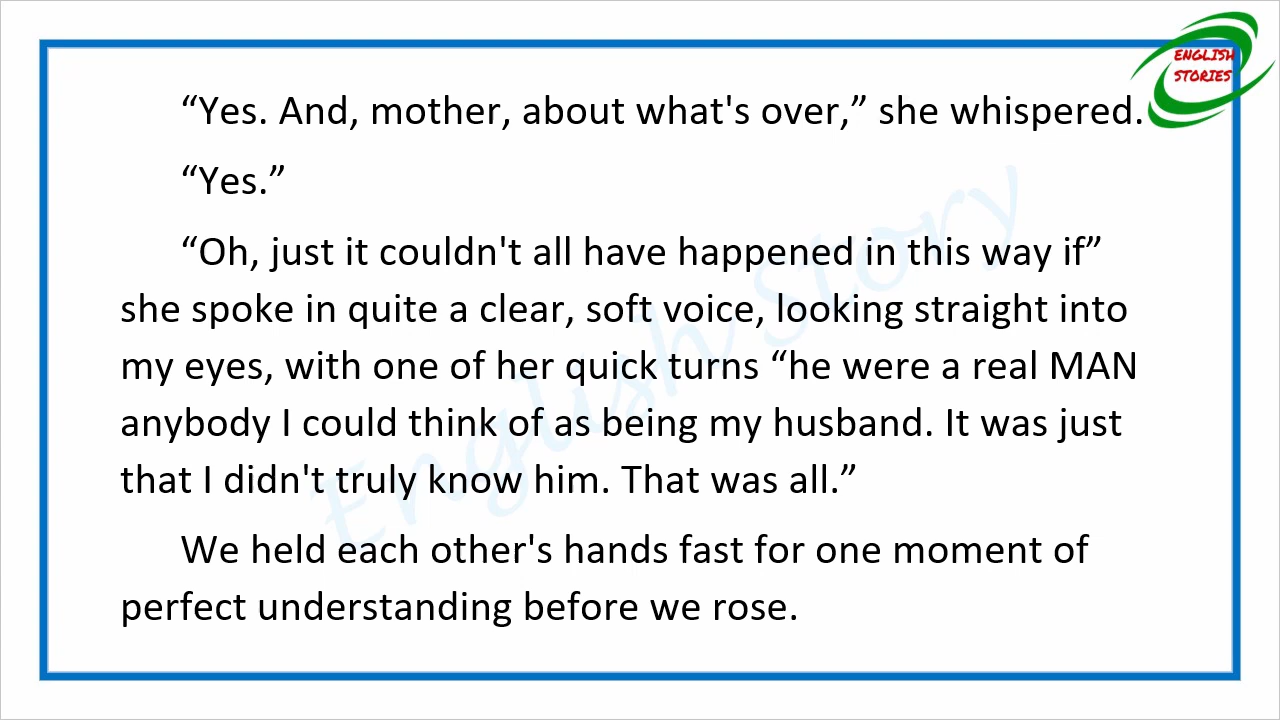 ENGLISH
STORIES
“Yes. And, mother, about what's over,” she whispered.
“Yes.”
“Oh, just it couldn't all have happened in this way if”
she spoke in quite a clear, soft voice, looking straight into
my eyes, with one of her quick turns “he were a real MAN
anybody I could think of as being my husband. It was just
that I didn't truly know him. That was all.”
We held each other's hands fast for one moment of
perfect understanding before we rose.
English Story